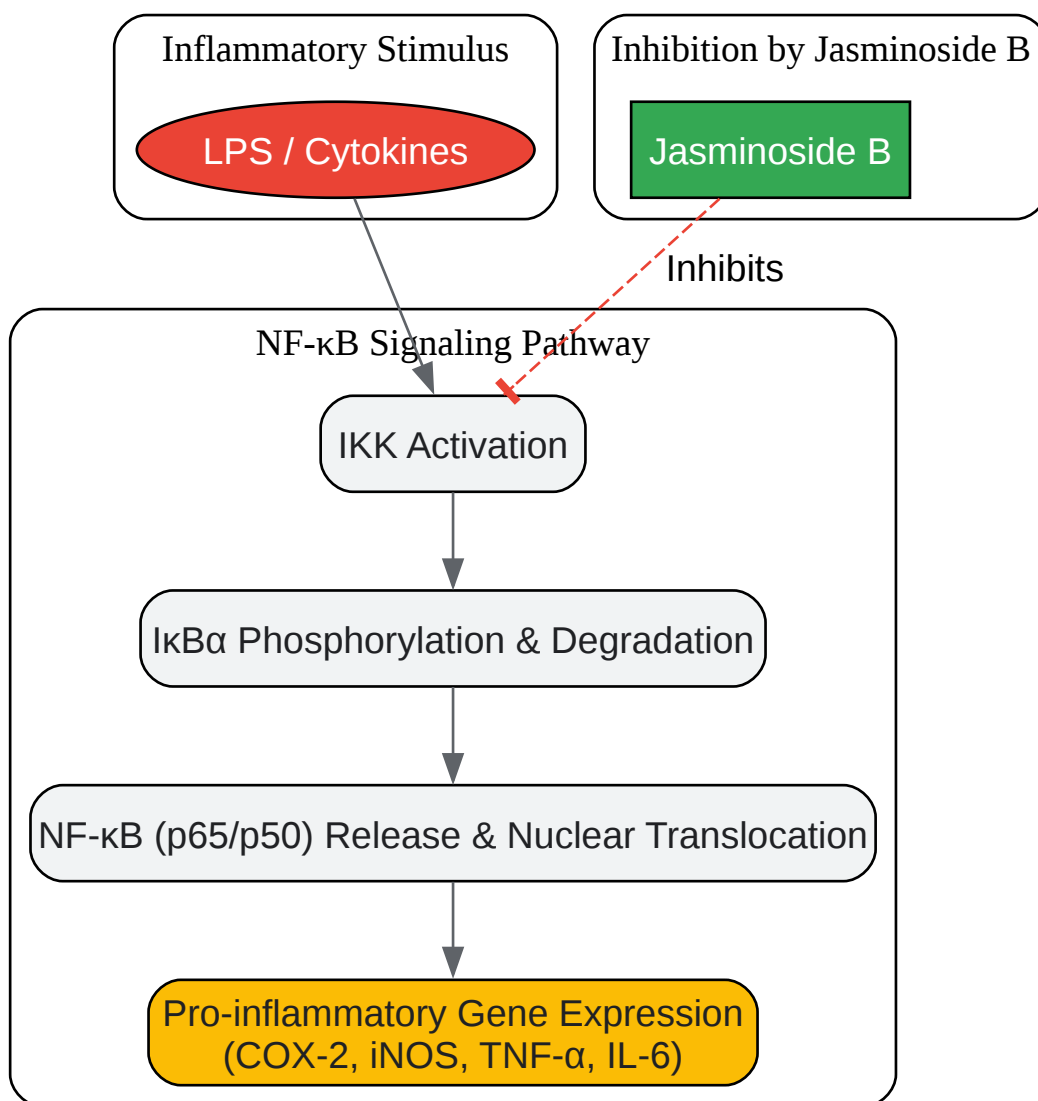 Inflammatory Stimulus
LPS / Cytokines
Inhibition by Jasminoside B
Jasminoside B
Inhibits
NF-κB Signaling Pathway
IKK Activation
IκBα Phosphorylation & Degradation
NF-κB (p65/p50) Release & Nuclear Translocation
Pro-inflammatory Gene Expression
(COX-2, iNOS, TNF-α, IL-6)